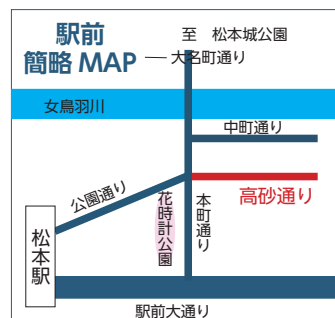 駅前
簡略 MAP
至　松本城公園
大名町通り
女鳥羽川
中町通り
公園通り
高砂通り
花時計公園
本町通り
松本駅
駅前大通り